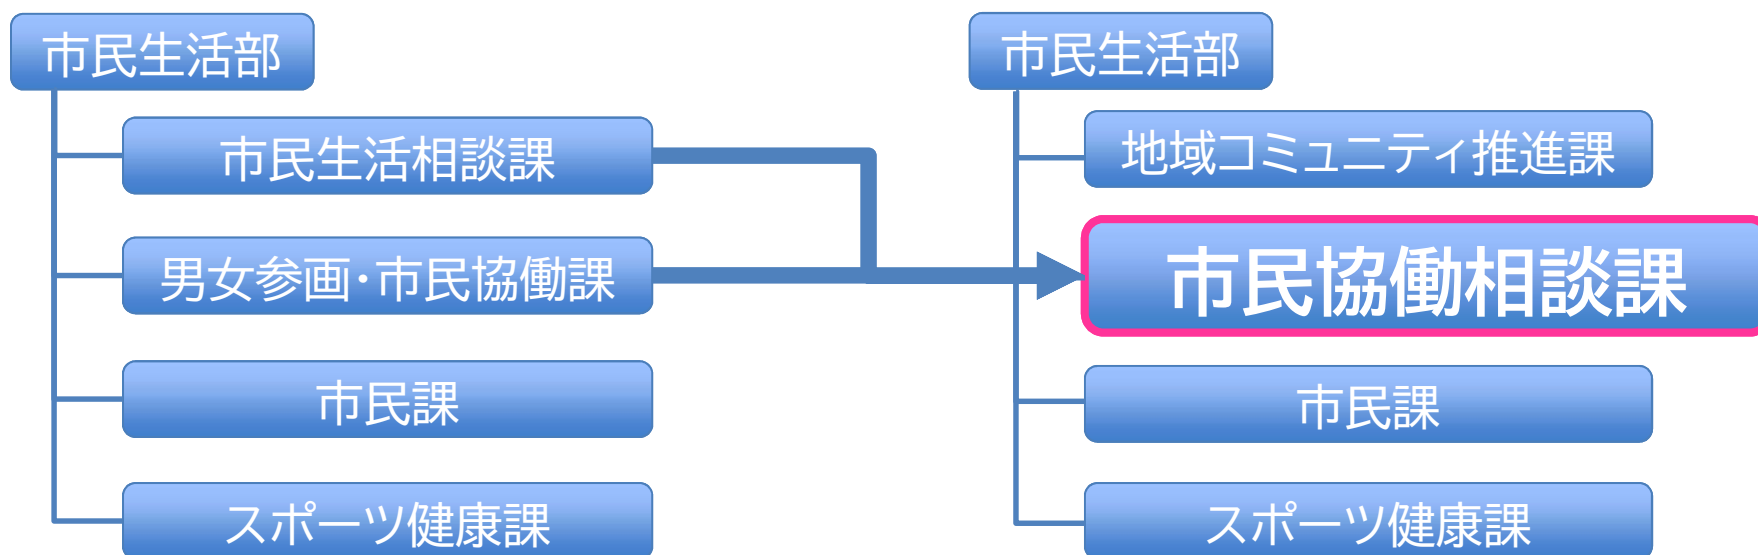 市民生活部
市民生活相談課
男女参画・市民協働課
市民課
スポーツ健康課
市民生活部
地域コミュニティ推進課
市民協働相談課
市民課
スポーツ健康課